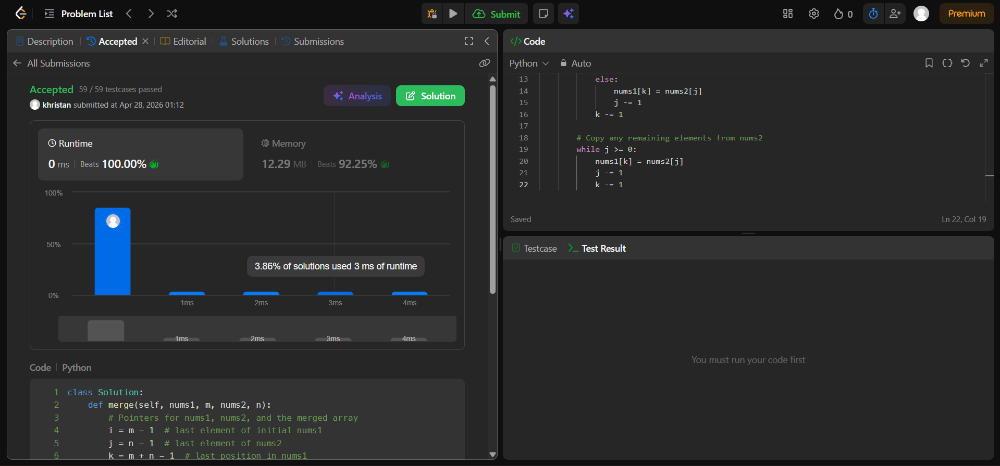 Problem List
Submit
0
Premium
Description
Accepted
Editorial
Solutions
Submissions
All Submissions
Accepted 59 / 59 testcases passed
khristan submitted at Apr 28, 2026 01:12
Analysis
Solution
Runtime
0 ms Beats 100.00%
Memory
12.29 MB Beats 92.25%
100%
50%
0%
3.86% of solutions used 3 ms of runtime
1ms 2ms 3ms 4ms
1ms 2ms 3ms 4ms
Code Python
1 class Solution:
2 def merge(self, nums1, m, nums2, n):
3 # Pointers for nums1, nums2, and the merged array
4 i = m - 1 # last element of initial nums1
5 j = n - 1 # last element of nums2
6 k = m + n - 1 # last position in nums1
Code
Python Auto
13 else:
14 nums1[k] = nums2[j]
15 j -= 1
16 k -= 1
17
18 # Copy any remaining elements from nums2
19 while j >= 0:
20 nums1[k] = nums2[j]
21 j -= 1
22 k -= 1
Saved
Ln 22, Col 19
Testcase
Test Result
You must run your code first